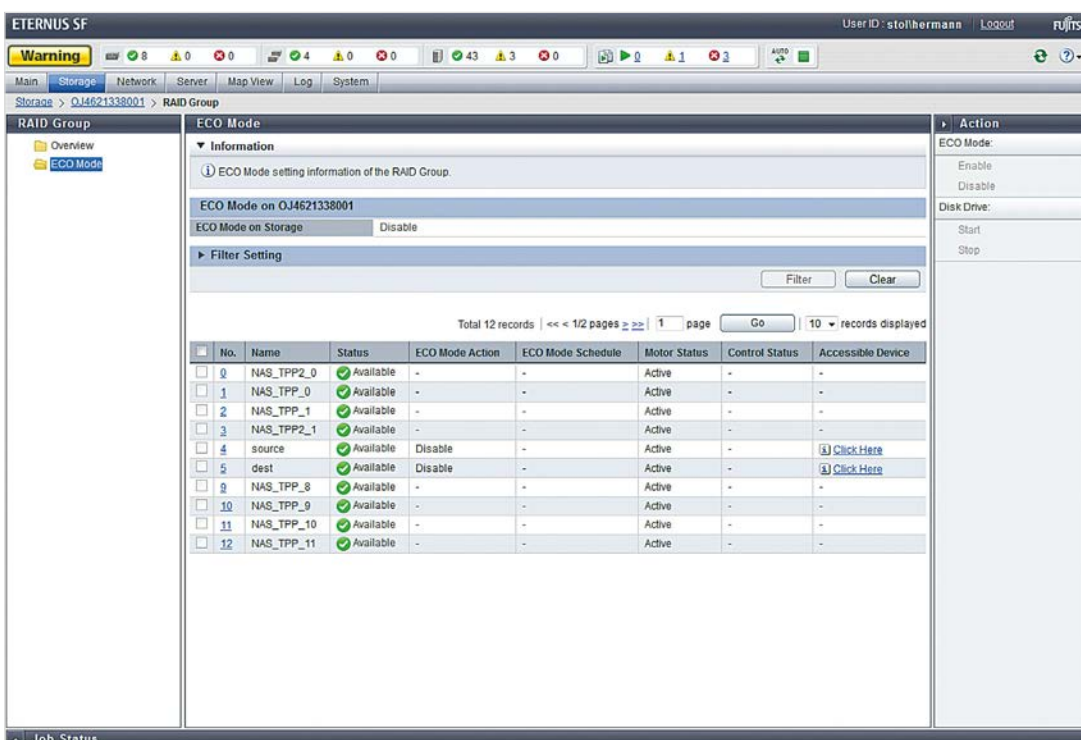 ETERNUS SF
User ID : stol\hermann Logout
Warning 8 0 0 4 0 0 43 3 0 0 1 3 AUTO
Main Storage Network Server Map View Log System
Storage > OJ4621338001 > RAID Group
RAID Group
Overview
ECO Mode
ECO Mode
Information
ECO Mode setting information of the RAID Group.
ECO Mode on OJ4621338001
ECO Mode on Storage Disable
Filter Setting
Filter Clear
Total 12 records | << < 1/2 pages > >> | 1 page Go | 10 records displayed
No. Name Status ECO Mode Action ECO Mode Schedule Motor Status Control Status Accessible Device
0 NAS_TPP2_0 Available - - Active - -
1 NAS_TPP_0 Available - - Active - -
2 NAS_TPP_1 Available - - Active - -
3 NAS_TPP2_1 Available - - Active - -
4 source Available Disable - Active - Click Here
5 dest Available Disable - Active - Click Here
9 NAS_TPP_8 Available - - Active - -
10 NAS_TPP_9 Available - - Active - -
11 NAS_TPP_10 Available - - Active - -
12 NAS_TPP_11 Available - - Active - -
Action
ECO Mode:
Enable
Disable
Disk Drive:
Start
Stop
Job Status